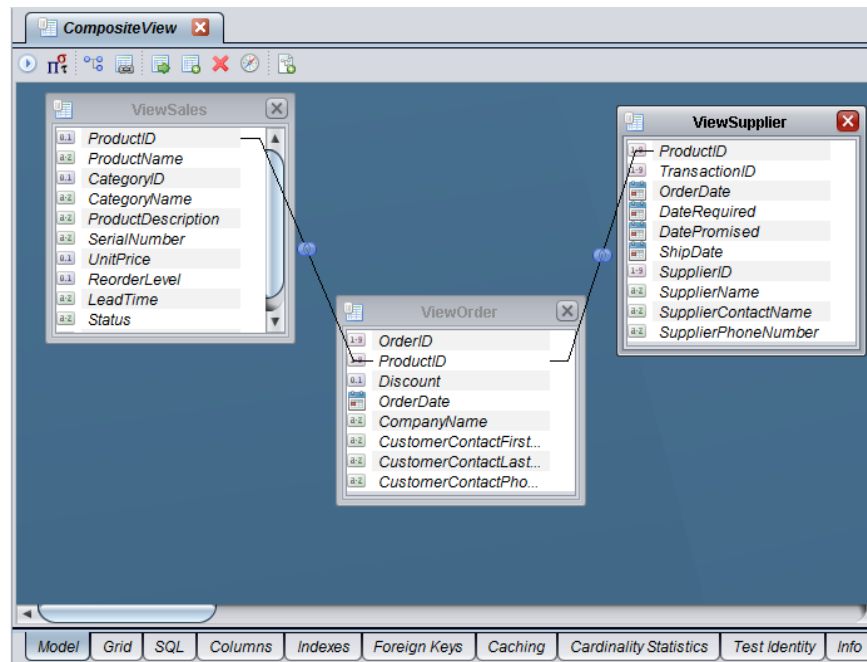 CompositeView
ViewSales
ProductID
ProductName
CategoryID
CategoryName
ProductDescription
SerialNumber
UnitPrice
ReorderLevel
LeadTime
Status
ViewOrder
OrderID
ProductID
Discount
OrderDate
CompanyName
CustomerContactFirst...
CustomerContactLast...
CustomerContactPho...
ViewSupplier
ProductID
TransactionID
OrderDate
DateRequired
DatePromised
ShipDate
SupplierID
SupplierName
SupplierContactName
SupplierPhoneNumber
Model Grid SQL Columns Indexes Foreign Keys Caching Cardinality Statistics Test Identity Info